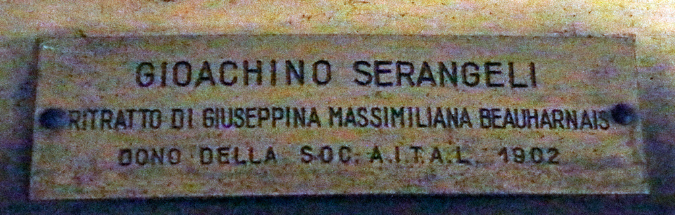 GIOACHINO SERANGELI
RITRATTO DI GIUSEPPINA MASSIMILIANA BEAUHARNAIS
DONO DELLA SOC. A.I.T.A.L. 1902